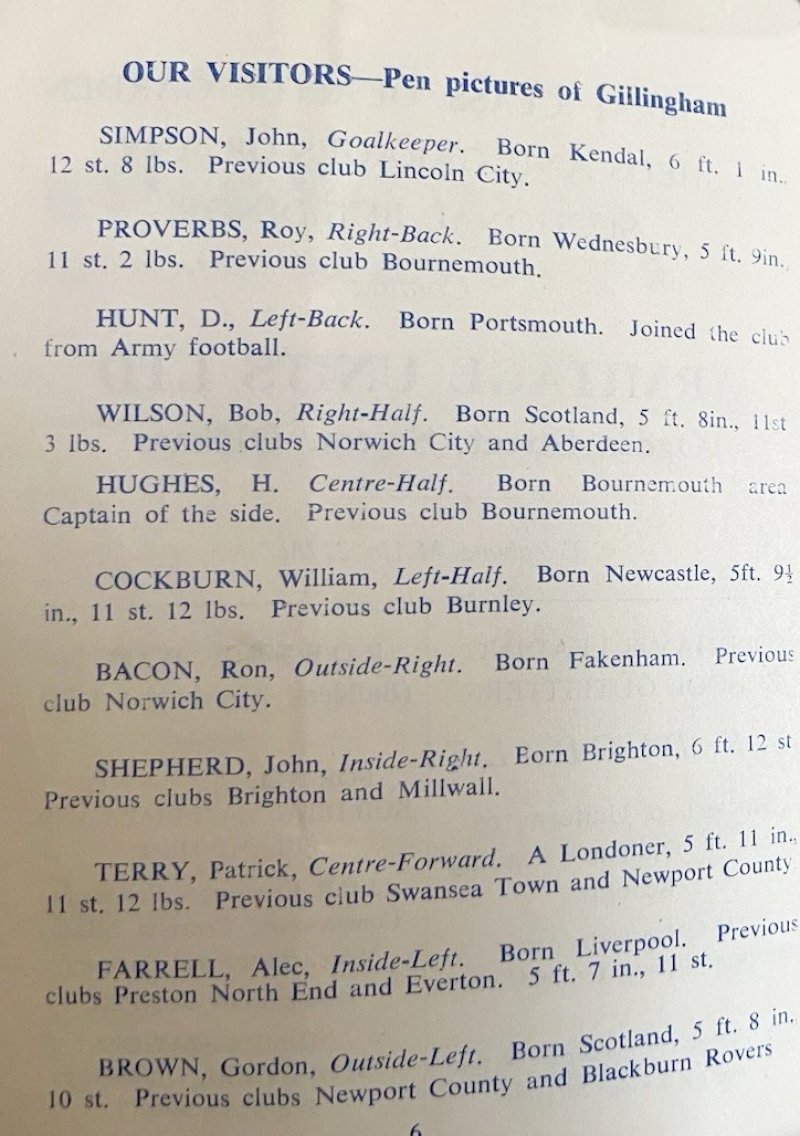 OUR VISITORS—Pen pictures of Gillingham
SIMPSON, John, Goalkeeper. Born Kendal, 6 ft. 1 in.,
12 st. 8 lbs. Previous club Lincoln City.
PROVERBS, Roy, Right-Back. Born Wednesbury, 5 ft. 9in.,
11 st. 2 lbs. Previous club Bournemouth.
HUNT, D., Left-Back. Born Portsmouth. Joined the club
from Army football.
WILSON, Bob, Right-Half. Born Scotland, 5 ft. 8in., 11st
3 lbs. Previous clubs Norwich City and Aberdeen.
HUGHES, H. Centre-Half. Born Bournemouth area
Captain of the side. Previous club Bournemouth.
COCKBURN, William, Left-Half. Born Newcastle, 5ft. 9½
in., 11 st. 12 lbs. Previous club Burnley.
BACON, Ron, Outside-Right. Born Fakenham. Previous
club Norwich City.
SHEPHERD, John, Inside-Right. Eorn Brighton, 6 ft. 12 st
Previous clubs Brighton and Millwall.
TERRY, Patrick, Centre-Forward. A Londoner, 5 ft. 11 in.,
11 st. 12 lbs. Previous club Swansea Town and Newport County
FARRELL, Alec, Inside-Left. Born Liverpool. Previous
clubs Preston North End and Everton. 5 ft. 7 in., 11 st.
BROWN, Gordon, Outside-Left. Born Scotland, 5 ft. 8 in.
10 st. Previous clubs Newport County and Blackburn Rovers
6